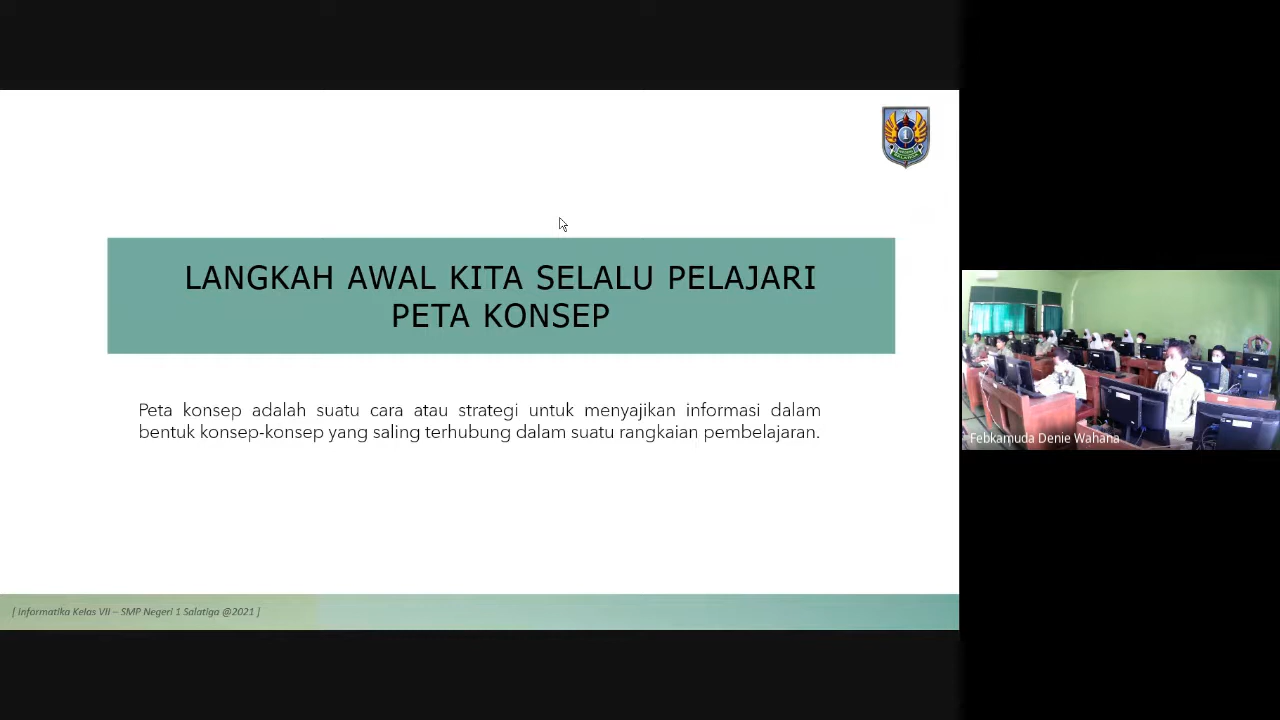 LANGKAH AWAL KITA SELALU PELAJARI
PETA KONSEP
Peta konsep adalah suatu cara atau strategi untuk menyajikan informasi dalam
bentuk konsep-konsep yang saling terhubung dalam suatu rangkaian pembelajaran.
[ Informatika Kelas VII – SMP Negeri 1 Salatiga @2021 ]
Febkamuda Denie Wahana